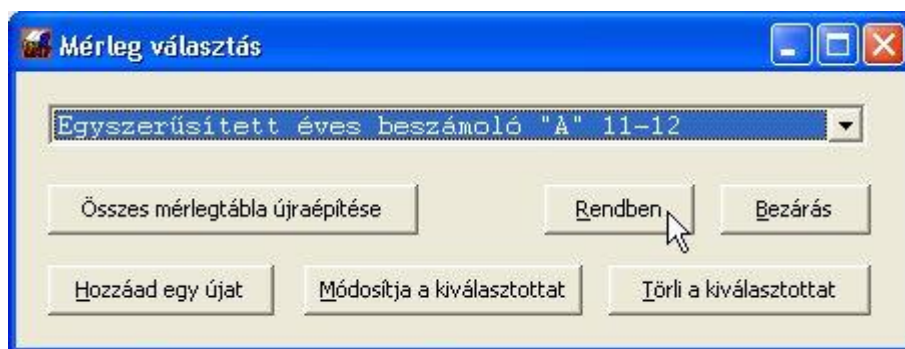 Mérleg választás
Egyszerűsített éves beszámoló "A" 11-12
Összes mérlegtábla újraépítése Rendben Bezárás
Hozzáad egy újat Módosítja a kiválasztottat Törli a kiválasztottat